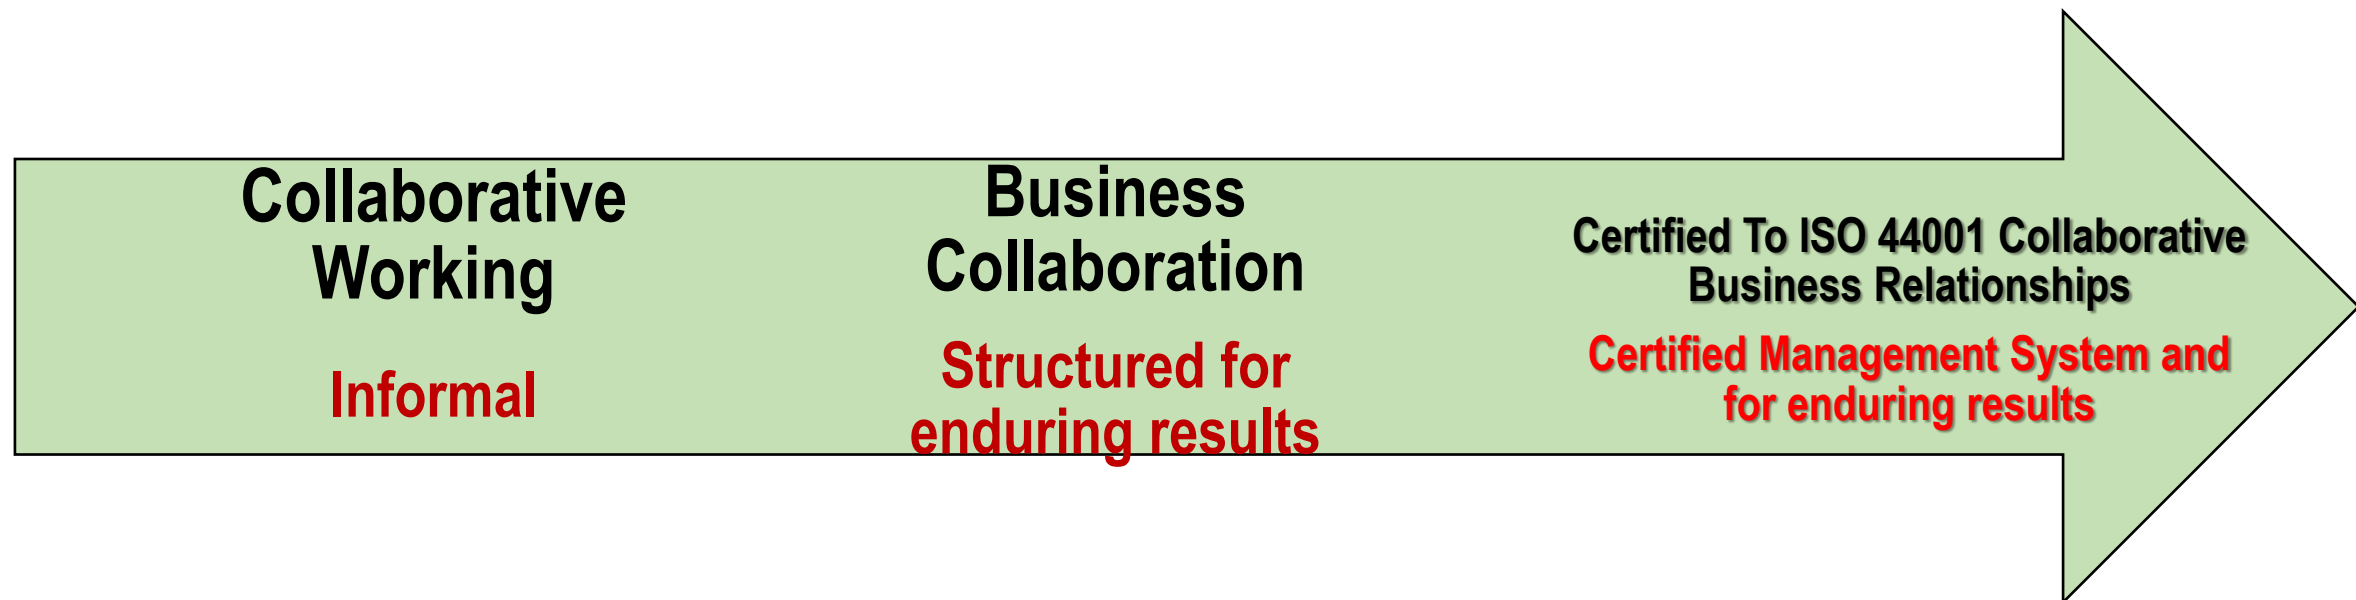 Collaborative
Working
Informal
Business
Collaboration
Structured for
enduring results
Certified To ISO 44001 Collaborative
Business Relationships
Certified Management System and
for enduring results